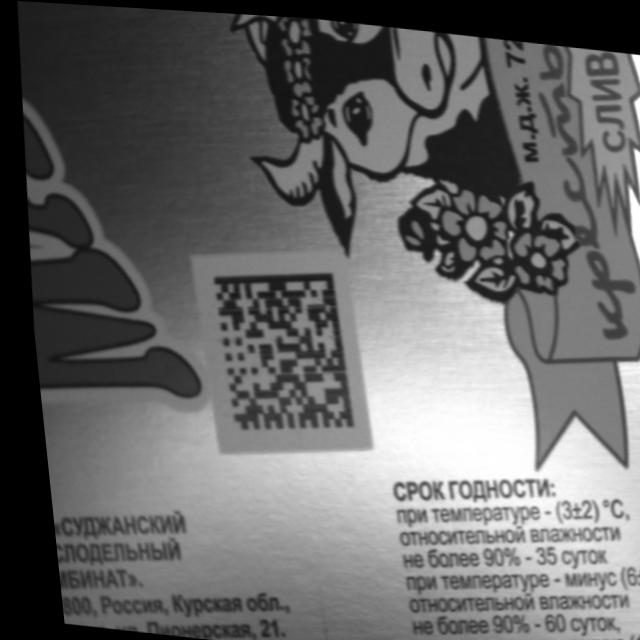 м.д.ж. 72
СЛИВ
крест
«СУДЖАНСКИЙ
СЛОДЕЛЬНЫЙ
МБИНАТ».
800, Россия, Курская обл.,
Пионерская, 21.
СРОК ГОДНОСТИ:
при температуре - (3±2) °С,
относительной влажности
не более 90% - 35 суток
при температуре - минус (6±
относительной влажности
не более 90% - 60 суток,